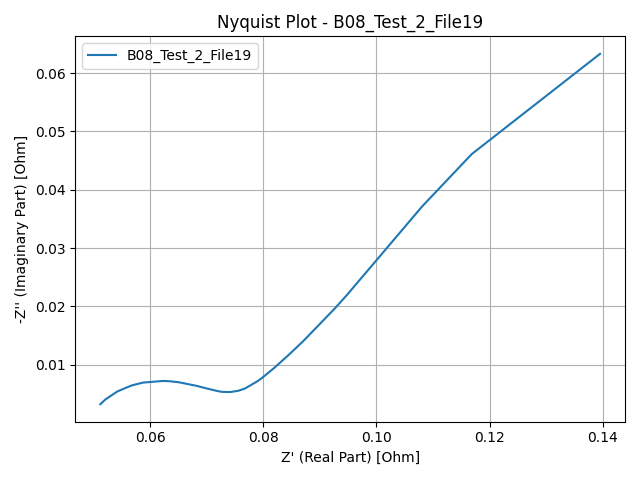 Nyquist Plot - B08_Test_2_File19
B08_Test_2_File19
0.06
0.05
0.04
0.03
0.02
0.01
-Z'' (Imaginary Part) [Ohm]
0.06 0.08 0.10 0.12 0.14
Z' (Real Part) [Ohm]